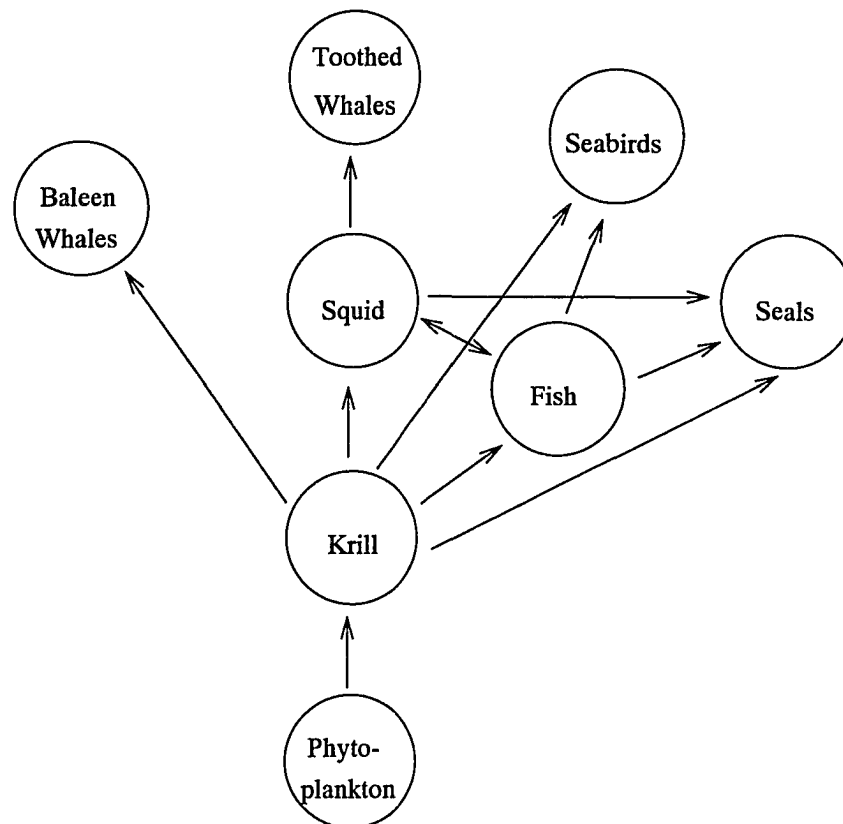 Toothed
Whales
Seabirds
Baleen
Whales
Squid
Seals
Fish
Krill
Phyto-
plankton